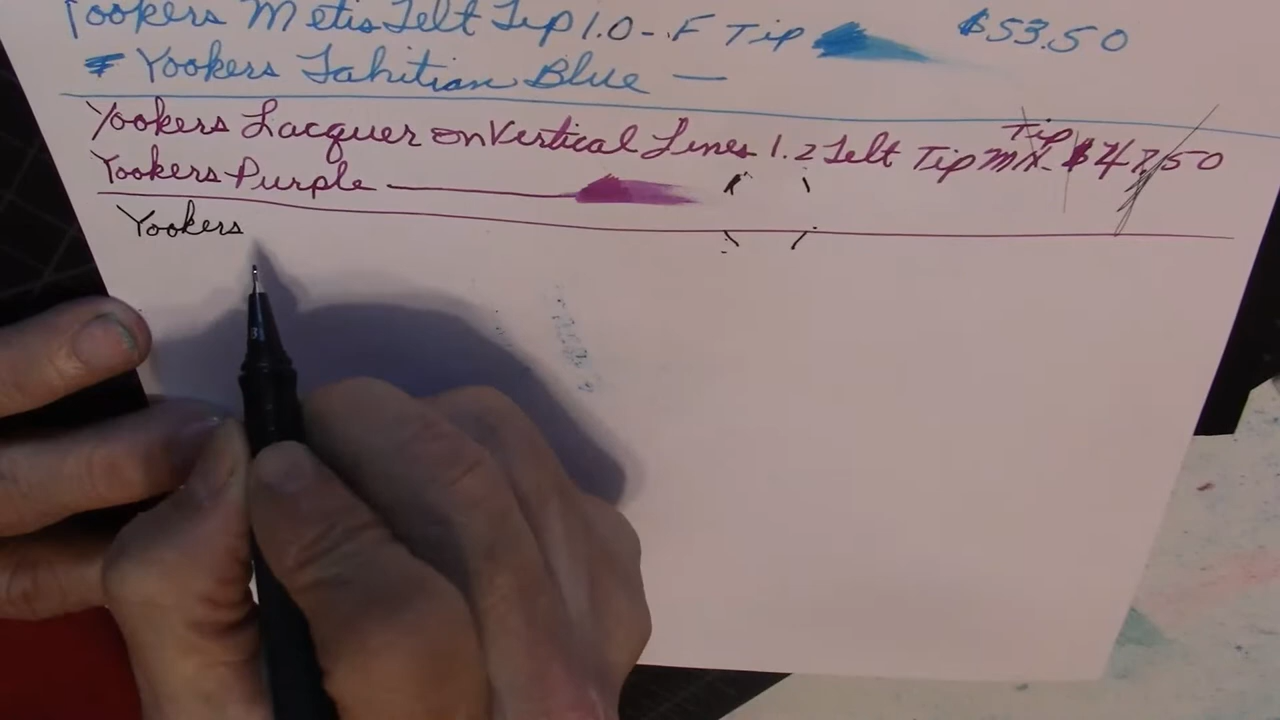 Yookers Metis Felt Tip 1.0 - F Tip $53.50
Yookers Tahitian Blue —
Yookers Lacquer on Vertical Lines 1.2 Felt Tip M Tip $47.50
Yookers Purple —
Yookers